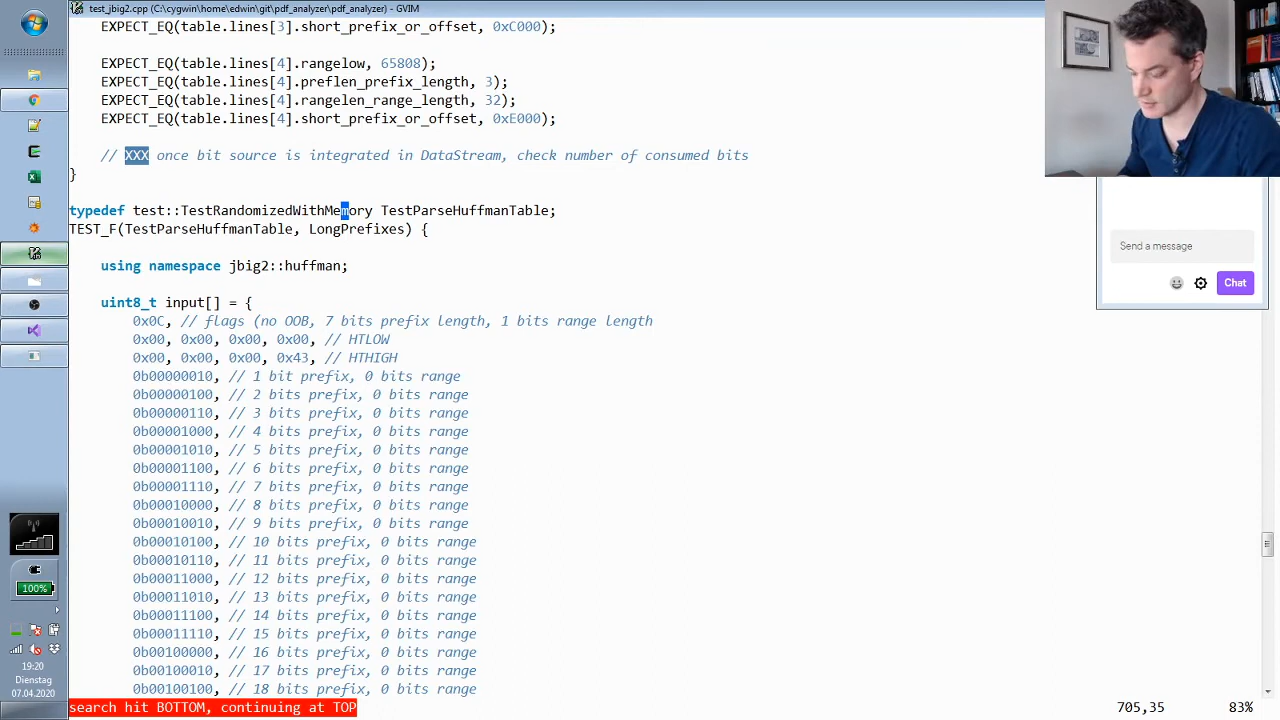 test_jbig2.cpp (C:\cygwin\home\edwin\git\pdf_analyzer\pdf_analyzer) - GVIM
EXPECT_EQ(table.lines[3].short_prefix_or_offset, 0xC000);
EXPECT_EQ(table.lines[4].rangelow, 65808);
EXPECT_EQ(table.lines[4].preflen_prefix_length, 3);
EXPECT_EQ(table.lines[4].rangelen_range_length, 32);
EXPECT_EQ(table.lines[4].short_prefix_or_offset, 0xE000);
// XXX once bit source is integrated in DataStream, check number of consumed bits
}
typedef test::TestRandomizedWithMemory TestParseHuffmanTable;
TEST_F(TestParseHuffmanTable, LongPrefixes) {
using namespace jbig2::huffman;
uint8_t input[] = {
0x0C, // flags (no OOB, 7 bits prefix length, 1 bits range length
0x00, 0x00, 0x00, 0x00, // HTLOW
0x00, 0x00, 0x00, 0x43, // HTHIGH
0b00000010, // 1 bit prefix, 0 bits range
0b00000100, // 2 bits prefix, 0 bits range
0b00000110, // 3 bits prefix, 0 bits range
0b00001000, // 4 bits prefix, 0 bits range
0b00001010, // 5 bits prefix, 0 bits range
0b00001100, // 6 bits prefix, 0 bits range
0b00001110, // 7 bits prefix, 0 bits range
0b00010000, // 8 bits prefix, 0 bits range
0b00010010, // 9 bits prefix, 0 bits range
0b00010100, // 10 bits prefix, 0 bits range
0b00010110, // 11 bits prefix, 0 bits range
0b00011000, // 12 bits prefix, 0 bits range
0b00011010, // 13 bits prefix, 0 bits range
0b00011100, // 14 bits prefix, 0 bits range
0b00011110, // 15 bits prefix, 0 bits range
0b00100000, // 16 bits prefix, 0 bits range
0b00100010, // 17 bits prefix, 0 bits range
0b00100100, // 18 bits prefix, 0 bits range
search hit BOTTOM, continuing at TOP
705,35
83%
Send a message
Chat
100%
19:20
Dienstag
07.04.2020